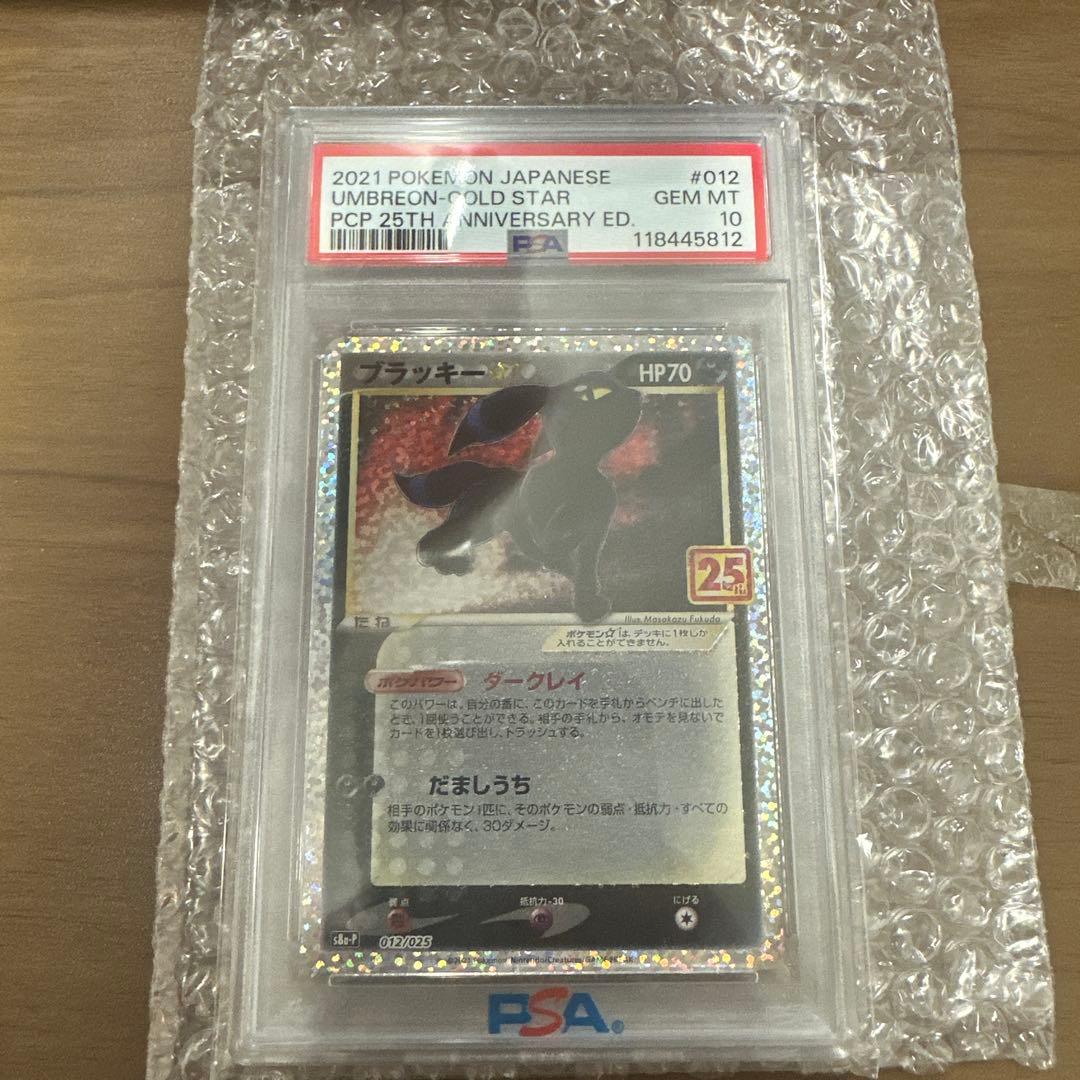 2021 POKEMON JAPANESE #012
UMBREON-GOLD STAR GEM MT
PCP 25TH ANNIVERSARY ED. 10
PSA 118445812
ブラッキー☆ HP70
25th
たね
Illus. Masakazu Fukuda
ポケモン☆は、デッキに1枚しか
入れることができません。
ポケパワー ダークレイ
このパワーは、自分の番に、このカードを手札からベンチに出した
とき、1回使うことができる。相手の手札から、オモテを見ないで
カードを1枚選び出し、トラッシュする。
だましうち
相手のポケモン1匹に、そのポケモンの弱点・抵抗力・すべての
効果に関係なく、30ダメージ。
弱点 抵抗力-30 にげる
s8a-P 012/025
©2021 Pokémon/Nintendo/Creatures/GAME FREAK
PSA®